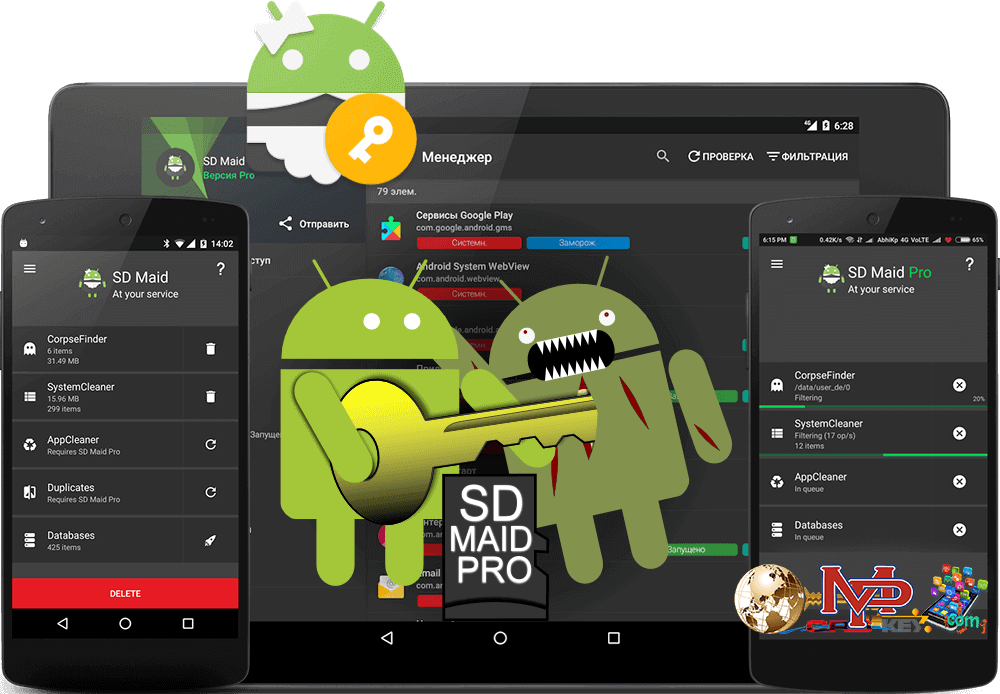 6:28
SD Maid
Версия Pro
Менеджер
ПРОВЕРКА
ФИЛЬТРАЦИЯ
79 элем.
Отправить
Сервисы Google Play
com.google.android.gms
Системн.
Заморож.
Android System WebView
com.android.webview
Системн.
Запущено
14:02
SD Maid
?
At your service
CorpseFinder
6 items
31.49 MB
SystemCleaner
15.96 MB
299 items
AppCleaner
Requires SD Maid Pro
Duplicates
Requires SD Maid Pro
Databases
425 items
DELETE
SD
MAID
PRO
6:15 PM
0.42K/s
AbhiKp 4G VoLTE
65%
SD Maid Pro
?
At your service
CorpseFinder
/data/user_de/0
Filtering
20%
SystemCleaner
Filtering (17 op/s)
12 items
AppCleaner
In queue
Databases
In queue
KEY
.com